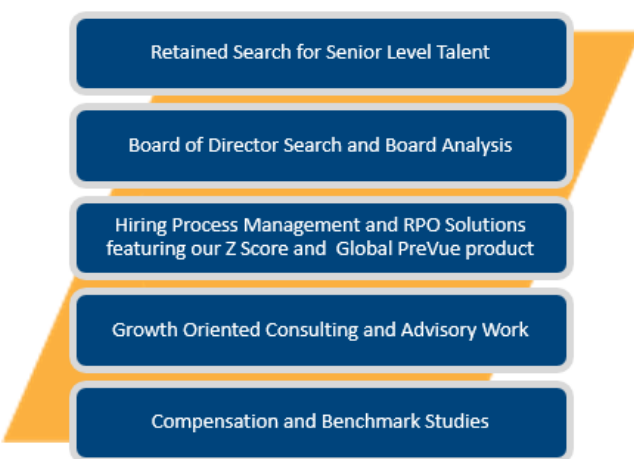 Retained Search for Senior Level Talent
Board of Director Search and Board Analysis
Hiring Process Management and RPO Solutions
featuring our Z Score and  Global PreVue product
Growth Oriented Consulting and Advisory Work
Compensation and Benchmark Studies